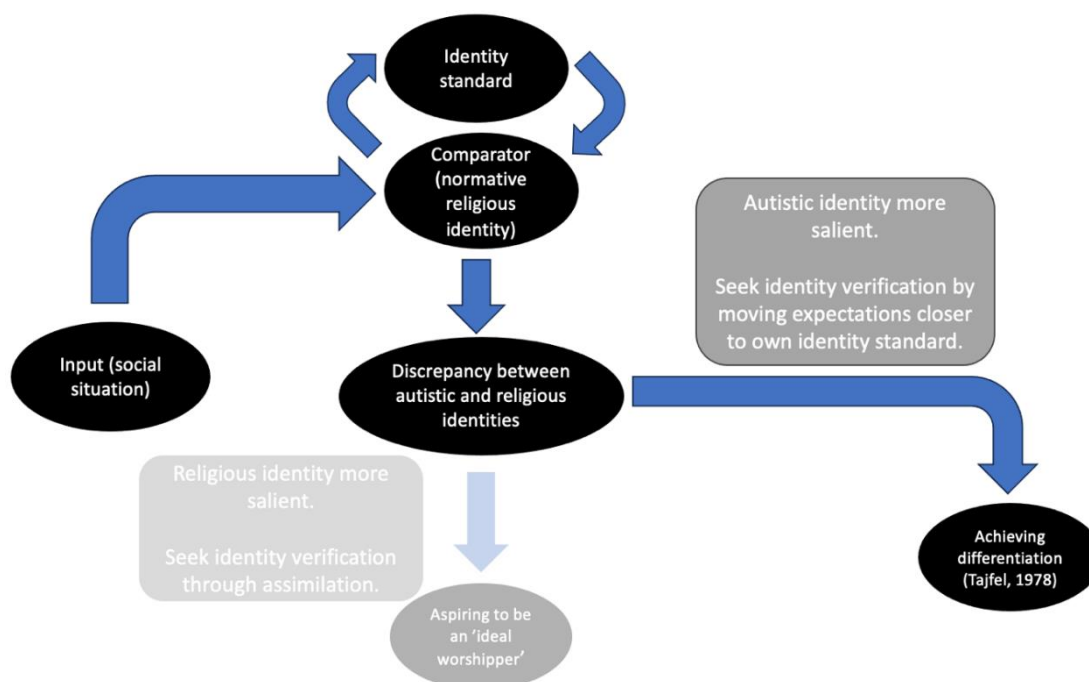 Identity
standard
Comparator
(normative
religious
identity)
Autistic identity more
salient.
Seek identity verification by
moving expectations closer
to own identity standard.
Input (social
situation)
Discrepancy between
autistic and religious
identities
Religious identity more
salient.
Seek identity verification
through assimilation.
Achieving
differentiation
(Tajfel, 1978)
Aspiring to be
an 'ideal
worshipper'